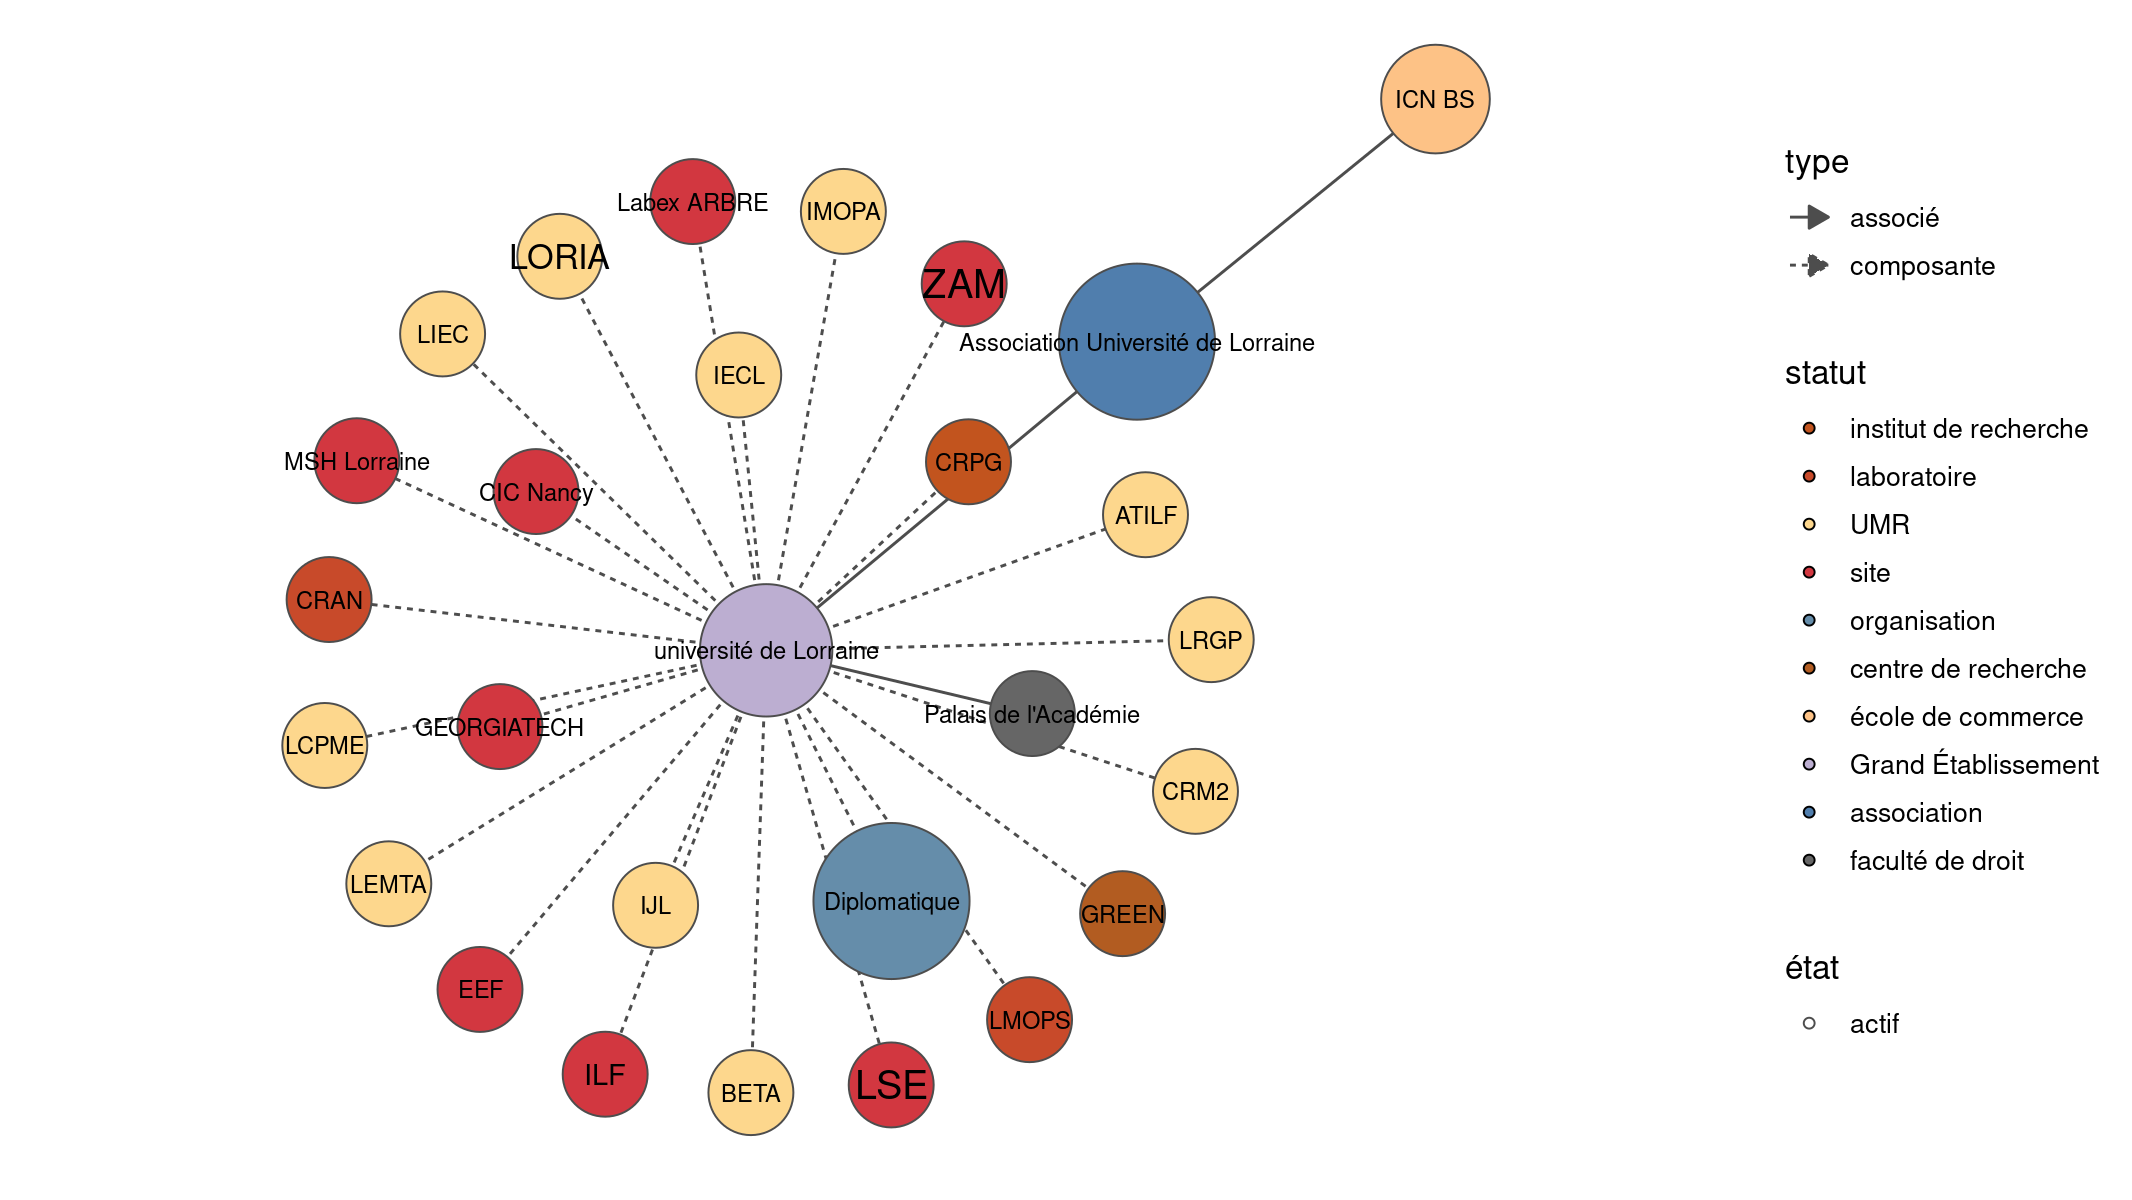 ICN BS
Labex ARBRE
IMOPA
LORIA
ZAM
LIEC
Association Université de Lorraine
IECL
MSH Lorraine
CRPG
CIC Nancy
ATILF
CRAN
LRGP
université de Lorraine
Palais de l'Académie
GEORGIATECH
LCPME
CRM2
LEMTA
IJL
Diplomatique
GREEN
EEF
LMOPS
ILF
BETA
LSE
type
associé
composante
statut
institut de recherche
laboratoire
UMR
site
organisation
centre de recherche
école de commerce
Grand Établissement
association
faculté de droit
état
actif